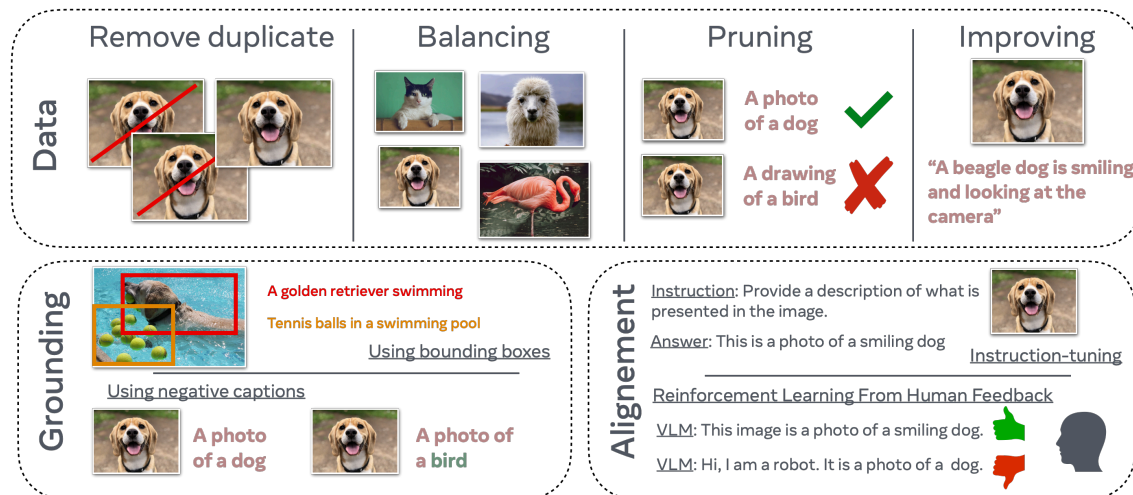 Remove duplicate
Balancing
Pruning
Improving
Data
A photo
of a dog
A drawing
of a bird
“A beagle dog is smiling
and looking at the
camera”
Grounding
A golden retriever swimming
Tennis balls in a swimming pool
Using bounding boxes
Using negative captions
A photo
of a dog
A photo of
a bird
Alignement
Instruction: Provide a description of what is
presented in the image.
Answer: This is a photo of a smiling dog
Instruction-tuning
Reinforcement Learning From Human Feedback
VLM: This image is a photo of a smiling dog.
VLM: Hi, I am a robot. It is a photo of a dog.